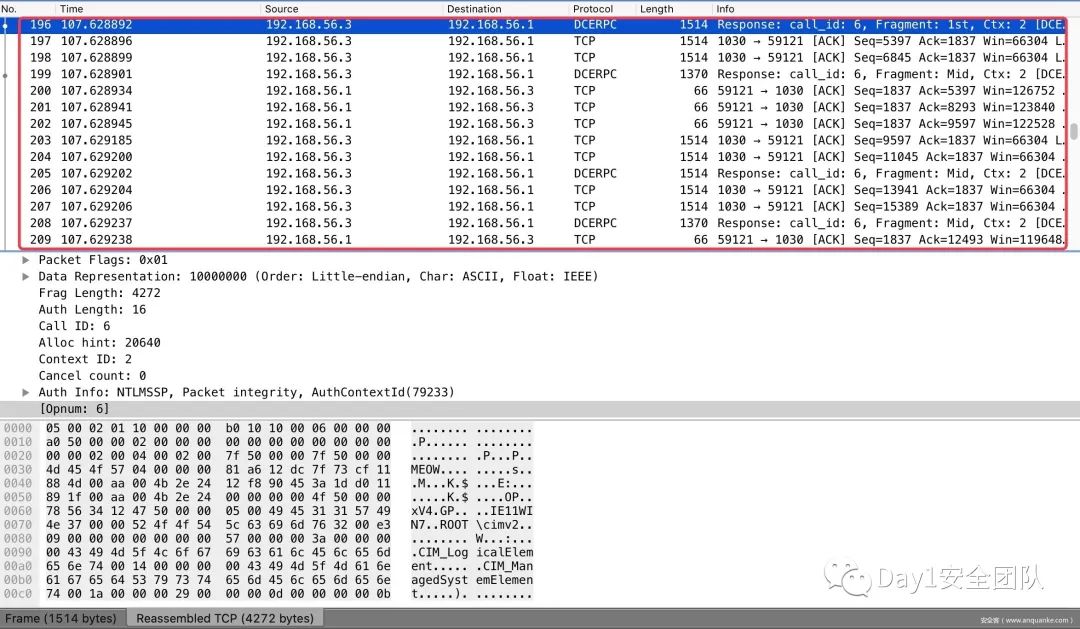 No. Time Source Destination Protocol Length Info
196 107.628892 192.168.56.3 192.168.56.1 DCERPC 1514 Response: call_id: 6, Fragment: 1st, Ctx: 2 [DCE…
197 107.628896 192.168.56.3 192.168.56.1 TCP 1514 1030 → 59121 [ACK] Seq=5397 Ack=1837 Win=66304 L…
198 107.628899 192.168.56.3 192.168.56.1 TCP 1514 1030 → 59121 [ACK] Seq=6845 Ack=1837 Win=66304 L…
199 107.628901 192.168.56.3 192.168.56.1 DCERPC 1370 Response: call_id: 6, Fragment: Mid, Ctx: 2 [DCE…
200 107.628934 192.168.56.1 192.168.56.3 TCP 66 59121 → 1030 [ACK] Seq=1837 Ack=5397 Win=126752 …
201 107.628941 192.168.56.1 192.168.56.3 TCP 66 59121 → 1030 [ACK] Seq=1837 Ack=8293 Win=123840 …
202 107.628945 192.168.56.1 192.168.56.3 TCP 66 59121 → 1030 [ACK] Seq=1837 Ack=9597 Win=122528 …
203 107.629185 192.168.56.3 192.168.56.1 TCP 1514 1030 → 59121 [ACK] Seq=9597 Ack=1837 Win=66304 L…
204 107.629200 192.168.56.3 192.168.56.1 TCP 1514 1030 → 59121 [ACK] Seq=11045 Ack=1837 Win=66304 …
205 107.629202 192.168.56.3 192.168.56.1 DCERPC 1514 Response: call_id: 6, Fragment: Mid, Ctx: 2 [DCE…
206 107.629204 192.168.56.3 192.168.56.1 TCP 1514 1030 → 59121 [ACK] Seq=13941 Ack=1837 Win=66304 …
207 107.629206 192.168.56.3 192.168.56.1 TCP 1514 1030 → 59121 [ACK] Seq=15389 Ack=1837 Win=66304 …
208 107.629237 192.168.56.3 192.168.56.1 DCERPC 1370 Response: call_id: 6, Fragment: Mid, Ctx: 2 [DCE…
209 107.629238 192.168.56.1 192.168.56.3 TCP 66 59121 → 1030 [ACK] Seq=1837 Ack=12493 Win=119648…
Packet Flags: 0x01
Data Representation: 10000000 (Order: Little-endian, Char: ASCII, Float: IEEE)
Frag Length: 4272
Auth Length: 16
Call ID: 6
Alloc hint: 20640
Context ID: 2
Cancel count: 0
Auth Info: NTLMSSP, Packet integrity, AuthContextId(79233)
[Opnum: 6]
0000 05 00 02 01 10 00 00 00 b0 10 10 00 06 00 00 00 ........ ........
0010 a0 50 00 00 02 00 00 00 00 00 00 00 00 00 00 00 .P...... ........
0020 00 00 02 00 04 00 02 00 7f 50 00 00 7f 50 00 00 ........ .P...P..
0030 4d 45 4f 57 04 00 00 00 81 a6 12 dc 7f 73 cf 11 MEOW.... .....s..
0040 88 4d 00 aa 00 4b 2e 24 12 f8 90 45 3a 1d d0 11 .M...K.$ ...E:...
0050 89 1f 00 aa 00 4b 2e 24 00 00 00 00 4f 50 00 00 .....K.$ ....OP..
0060 78 56 34 12 47 50 00 00 05 00 49 45 31 31 57 49 xV4.GP.. ..IE11WI
0070 4e 37 00 00 52 4f 4f 54 5c 63 69 6d 76 32 00 e3 N7..ROOT \cimv2..
0080 09 00 00 00 00 00 00 00 57 00 00 00 3a 00 00 00 ........ W...:...
0090 00 43 49 4d 5f 4c 6f 67 69 63 61 6c 45 6c 65 6d .CIM_Log icalElem
00a0 65 6e 74 00 14 00 00 00 00 43 49 4d 5f 4d 61 6e ent..... .CIM_Man
00b0 61 67 65 64 53 79 73 74 65 6d 45 6c 65 6d 65 6e agedSyst emElemen
00c0 74 00 1a 00 00 00 29 00 00 00 0d 00 00 00 00 0b t.....). ........
Day1安全团队
Frame (1514 bytes) Reassembled TCP (4272 bytes)
安全客 ( www.anquanke.com )